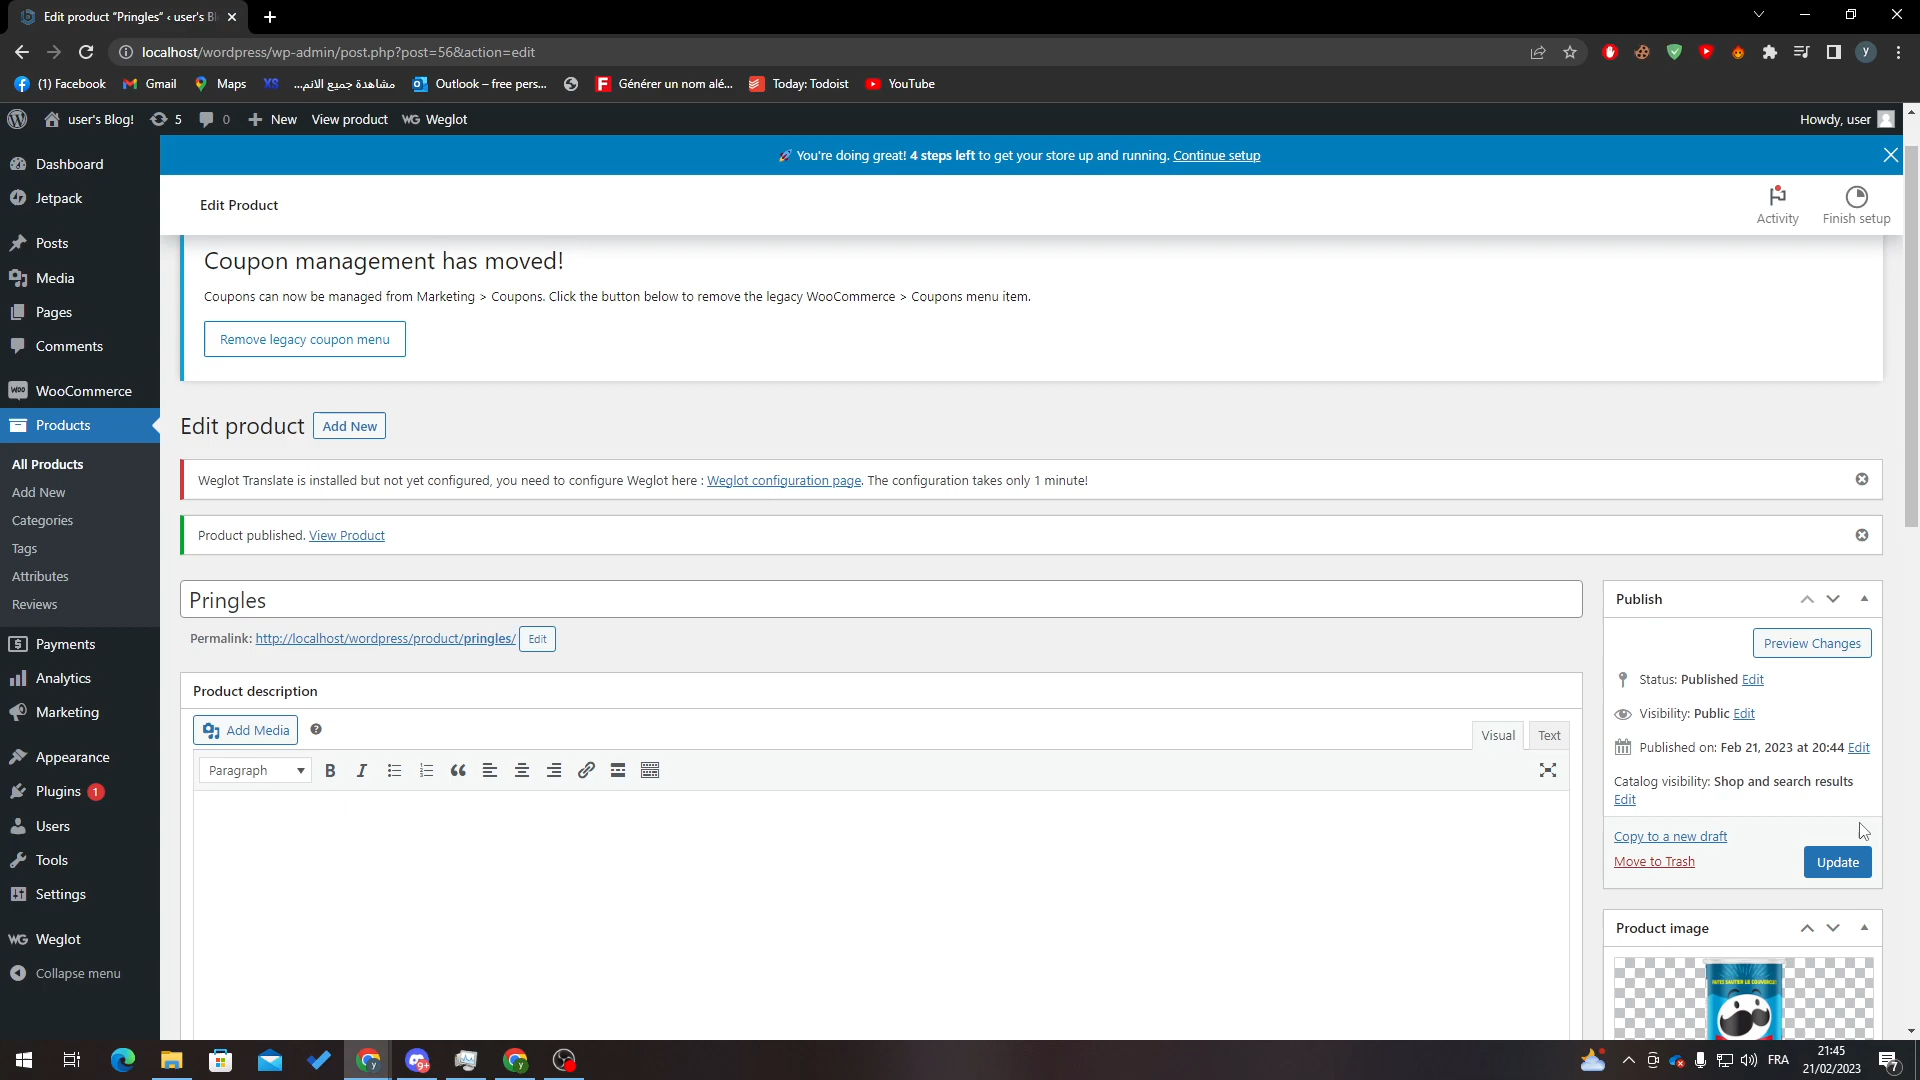 Edit product "Pringles" ‹ user's Bl
localhost/wordpress/wp-admin/post.php?post=56&action=edit
y
(1) Facebook Gmail Maps XS مشاهدة جميع الانم... Outlook – free pers... Générer un nom alé... Today: Todoist YouTube
user's Blog! 5 0 New View product WG Weglot Howdy, user
Dashboard
Jetpack
Posts
Media
Pages
Comments
WooCommerce
Products
All Products
Add New
Categories
Tags
Attributes
Reviews
Payments
Analytics
Marketing
Appearance
Plugins 1
Users
Tools
Settings
WG Weglot
Collapse menu
🚀 You're doing great! 4 steps left to get your store up and running. Continue setup
Edit Product
Activity
Finish setup
Coupon management has moved!
Coupons can now be managed from Marketing > Coupons. Click the button below to remove the legacy WooCommerce > Coupons menu item.
Remove legacy coupon menu
Edit product Add New
Weglot Translate is installed but not yet configured, you need to configure Weglot here : Weglot configuration page. The configuration takes only 1 minute!
Product published. View Product
Pringles
Permalink: http://localhost/wordpress/product/pringles/ Edit
Product description
Add Media
Visual Text
Paragraph
Publish
Preview Changes
Status: Published Edit
Visibility: Public Edit
Published on: Feb 21, 2023 at 20:44 Edit
Catalog visibility: Shop and search results
Edit
Copy to a new draft
Move to Trash
Update
Product image
FAITES SAUTER LE COUVERCLE!
FRA
21:45
21/02/2023
7